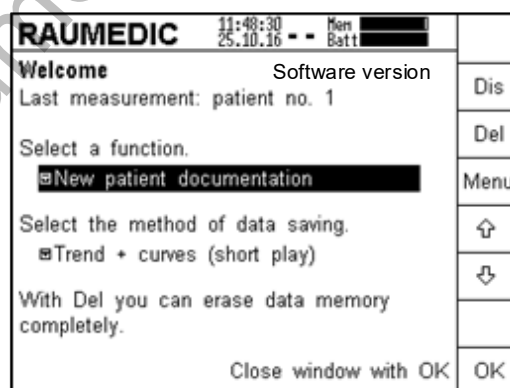 RAUMEDIC 11:48:30 Mem
25.10.16 -- Batt
Welcome Software version
Last measurement: patient no. 1
Dis
Del
Select a function.
New patient documentation
Menu
Select the method of data saving.
Trend + curves (short play)
With Del you can erase data memory
completely.
Close window with OK OK